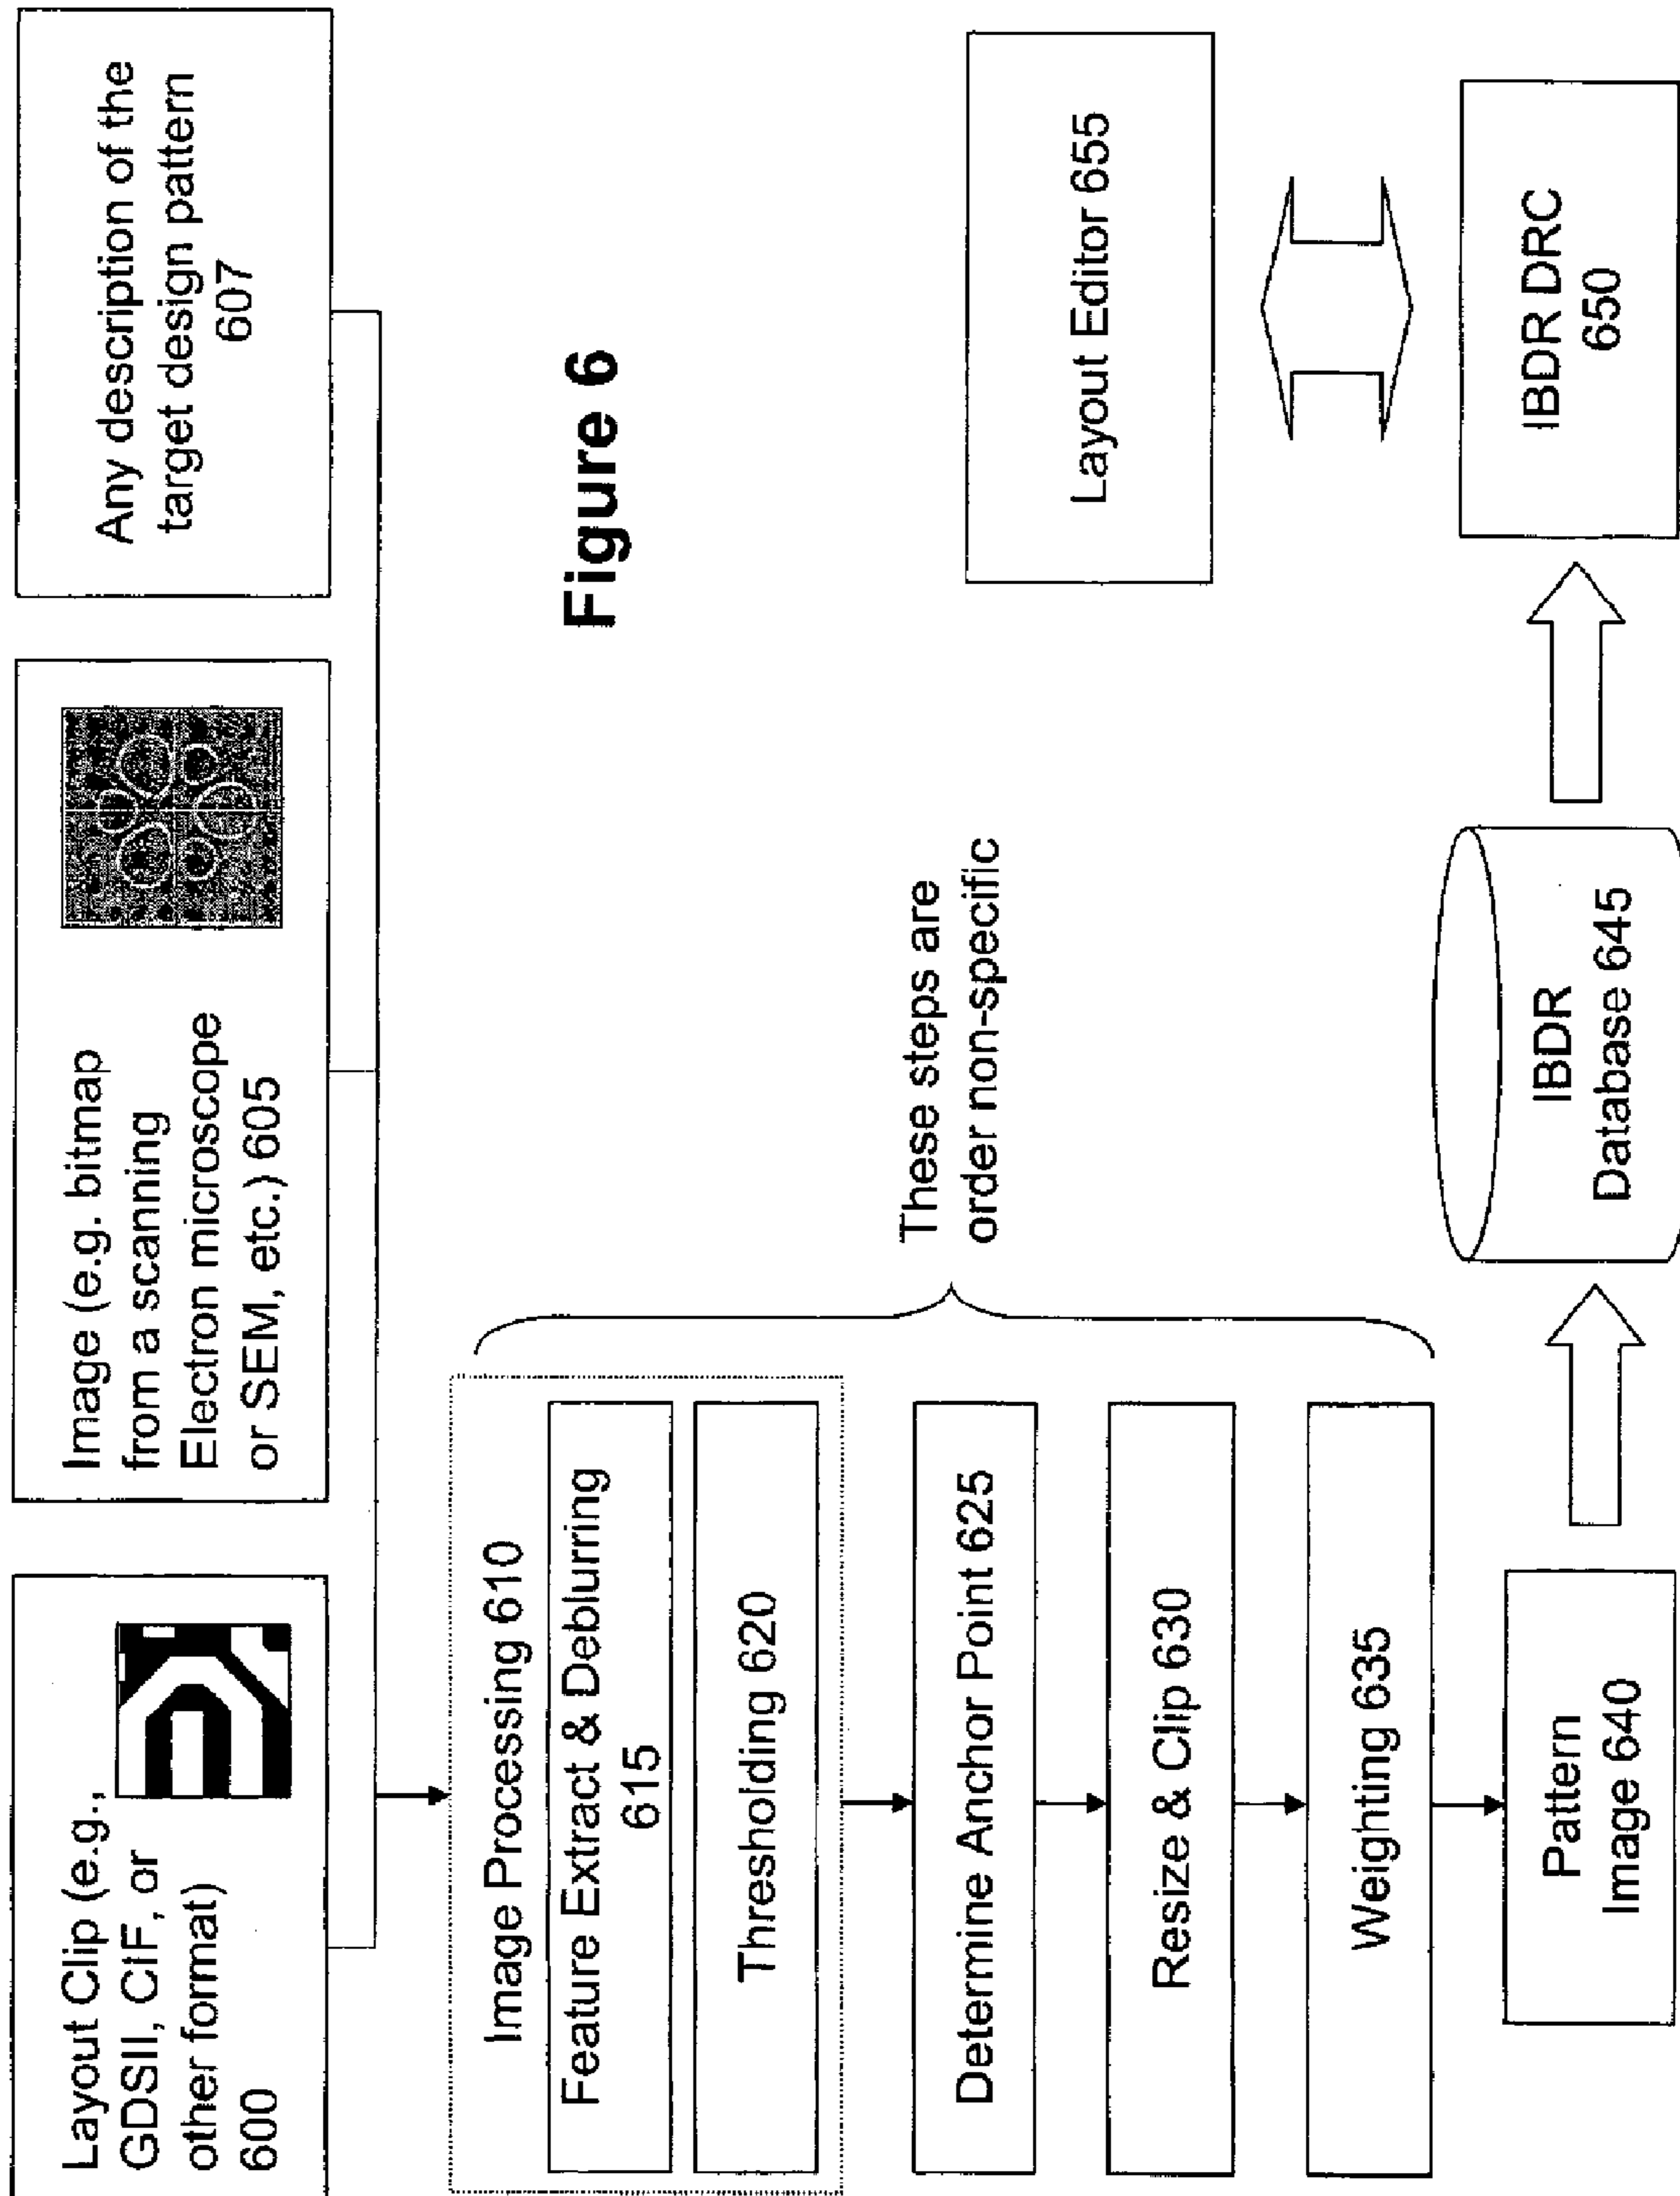 Layout Clip (e.g.,
GDSII, CIF, or
other format)
600
Image (e.g. bitmap
from a scanning
Electron microscope
or SEM, etc.) 605
Any description of the
target design pattern
607
Image Processing 610
Feature Extract & Deblurring
615
Thresholding 620
Determine Anchor Point 625
Resize & Clip 630
Weighting 635
These steps are
order non-specific
Figure 6
Pattern
Image 640
IBDR
Database 645
IBDR DRC
650
Layout Editor 655